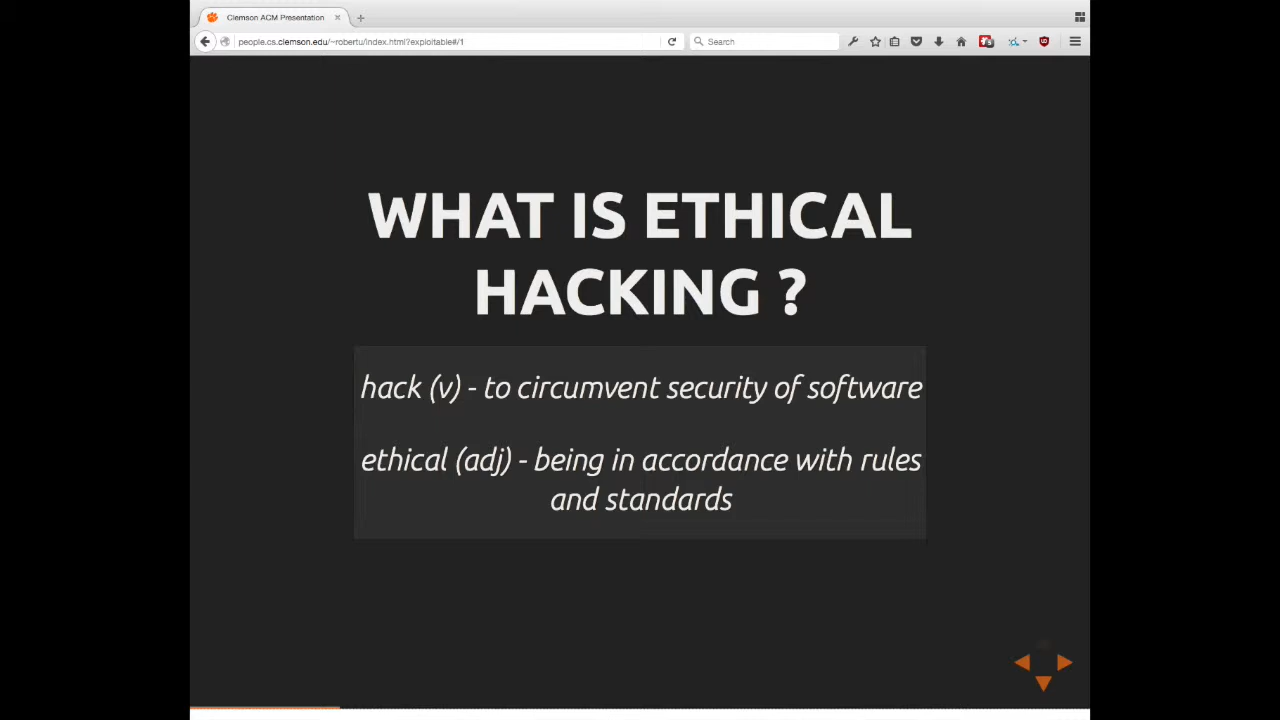 Clemson ACM Presentation
people.cs.clemson.edu/~robertu/index.html?exploitable#/1
Search
WHAT IS ETHICAL
HACKING ?
hack (v) - to circumvent security of software
ethical (adj) - being in accordance with rules
and standards